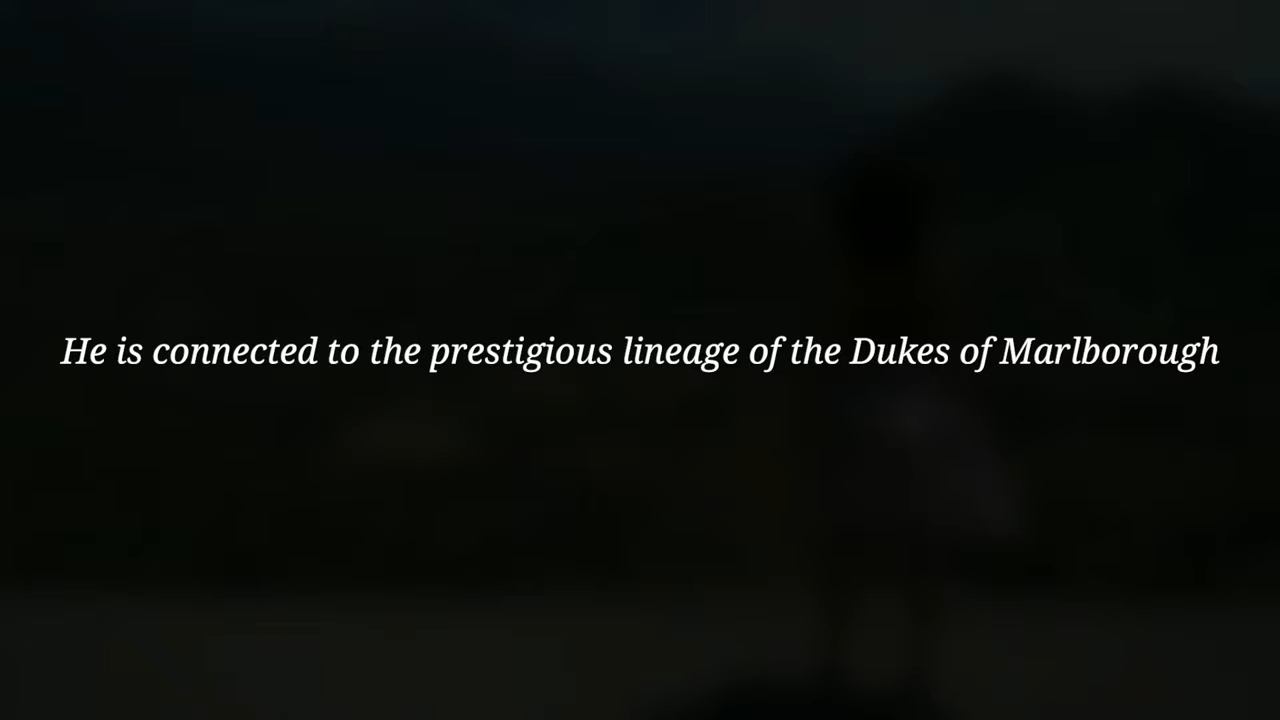 He is connected to the prestigious lineage of the Dukes of Marlborough